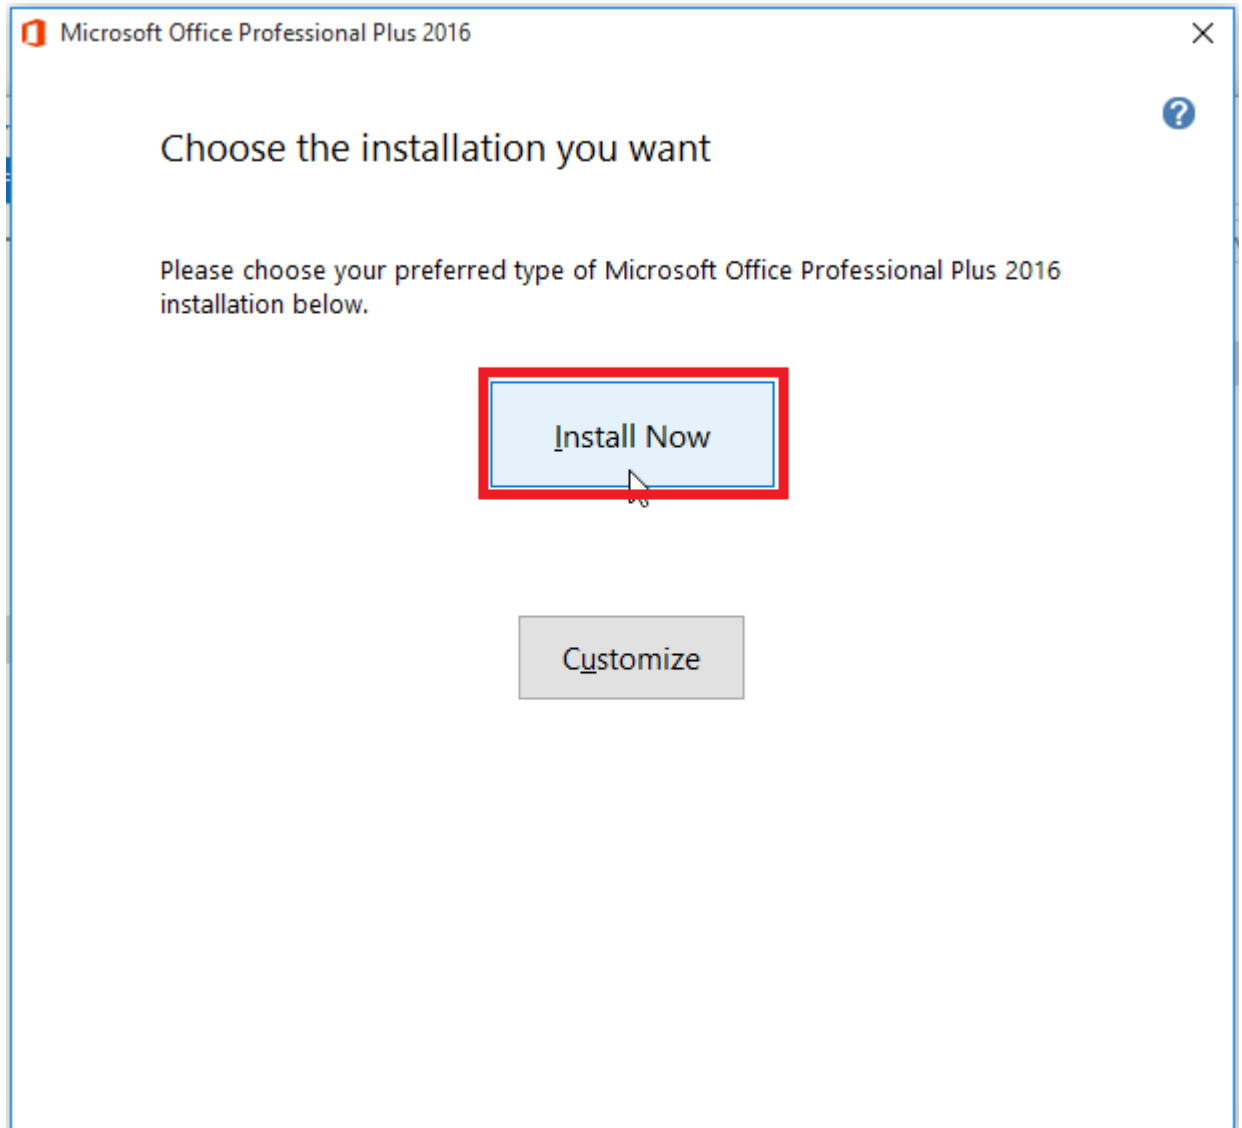 Microsoft Office Professional Plus 2016
Choose the installation you want
Please choose your preferred type of Microsoft Office Professional Plus 2016
installation below.
Install Now
Customize